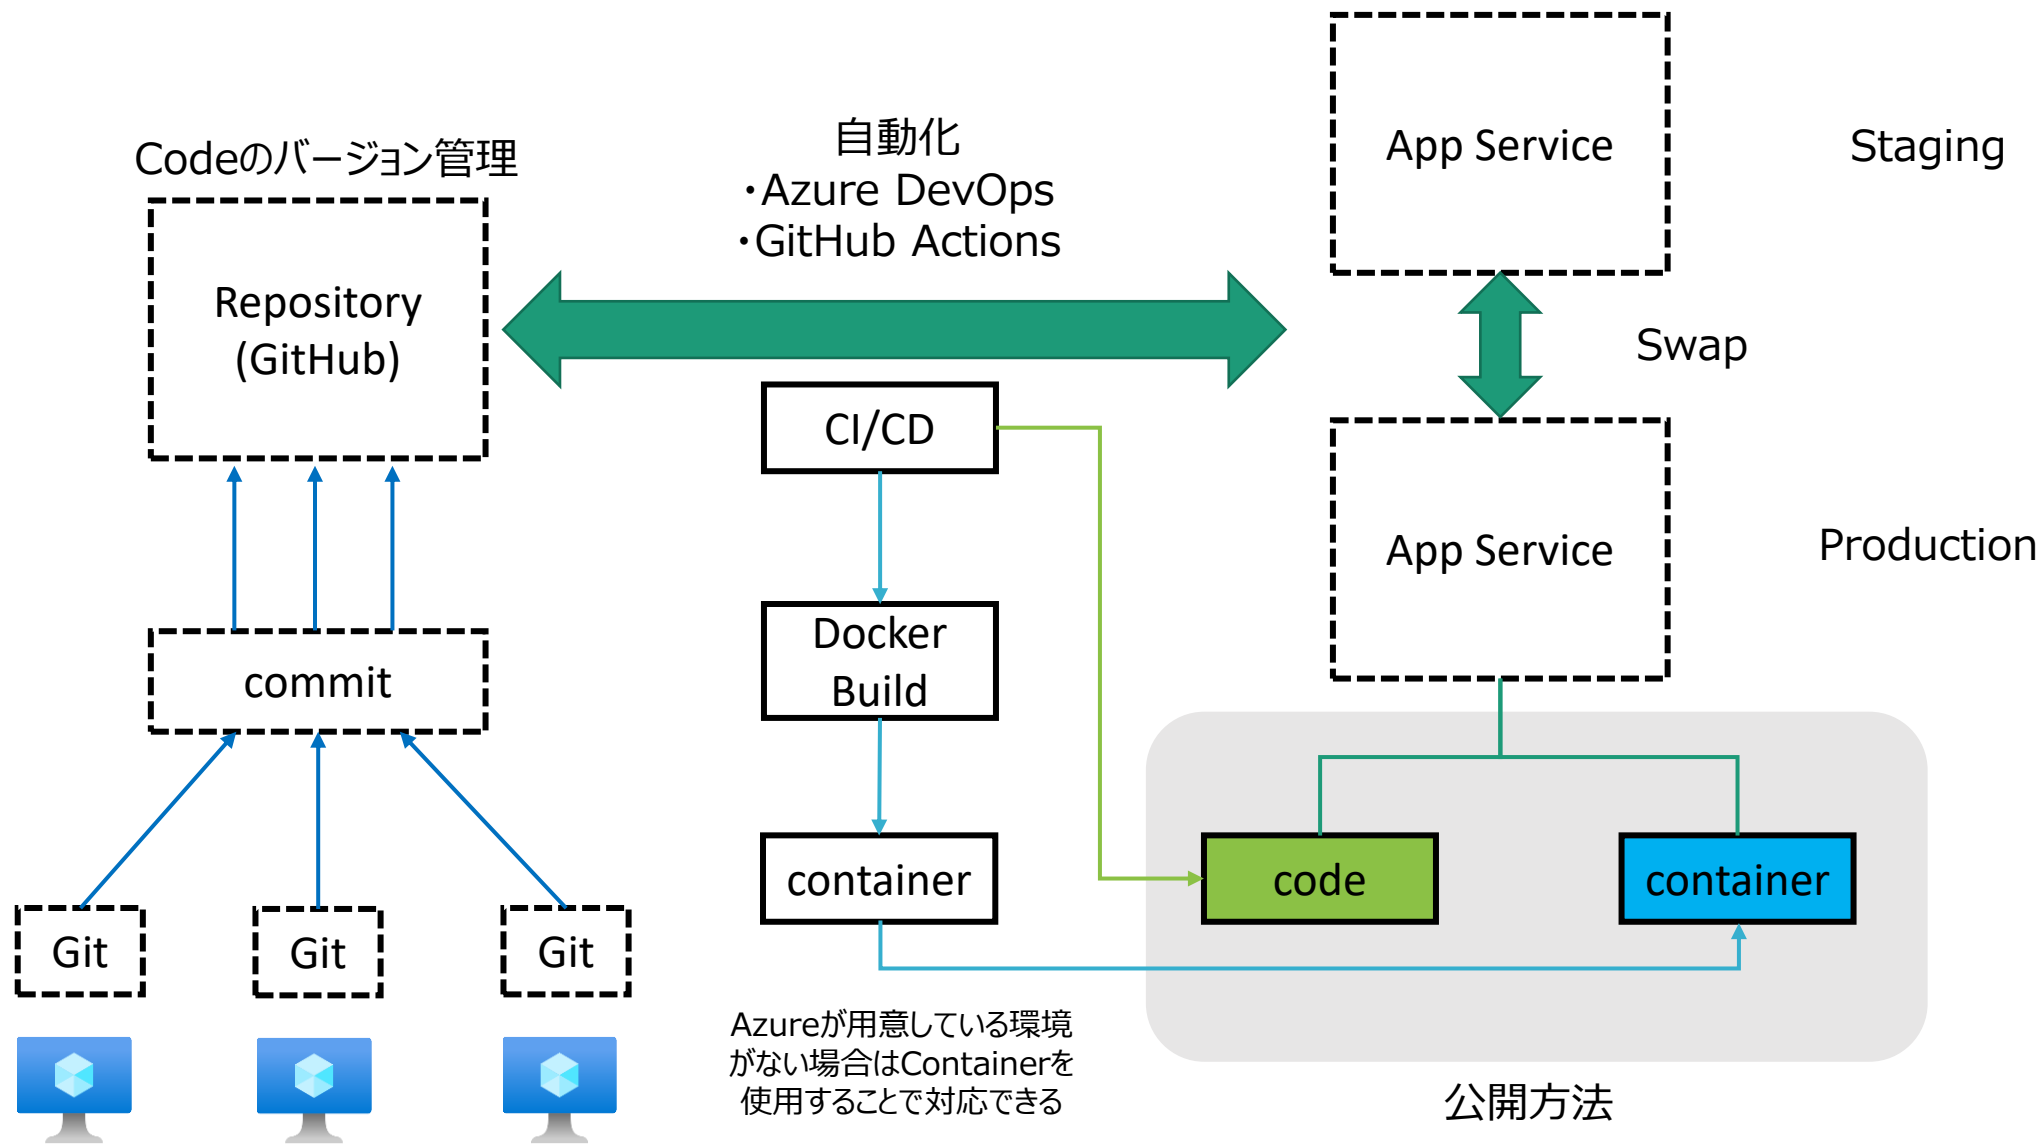 Codeのバージョン管理
Repository
(GitHub)
commit
Git
Git
Git
自動化
・Azure DevOps
・GitHub Actions
CI/CD
Docker
Build
container
Azureが用意している環境
がない場合はContainerを
使用することで対応できる
App Service
Staging
Swap
App Service
Production
code
container
公開方法